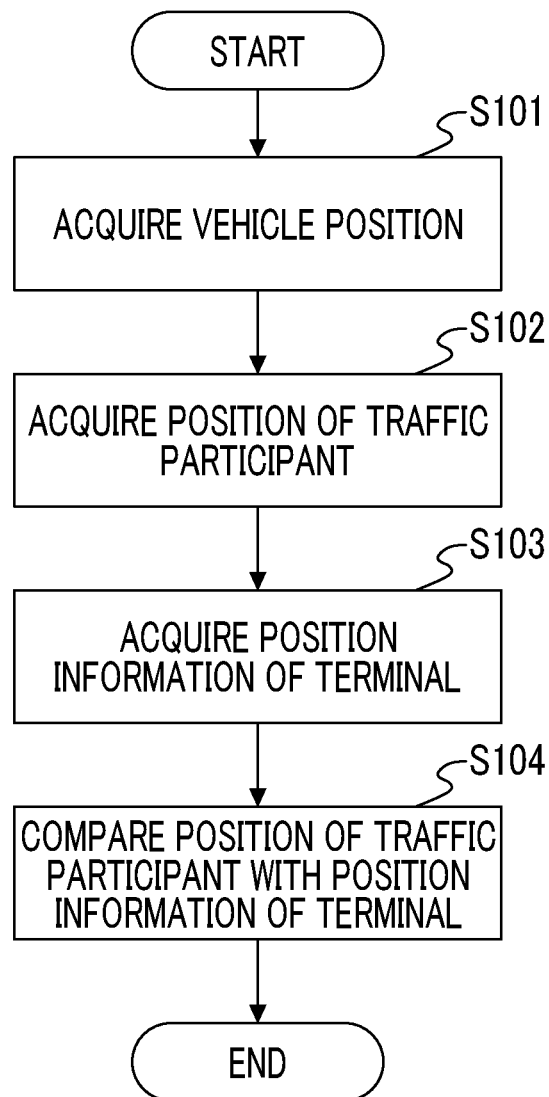 START
S101
ACQUIRE VEHICLE POSITION
S102
ACQUIRE POSITION OF TRAFFIC
PARTICIPANT
S103
ACQUIRE POSITION
INFORMATION OF TERMINAL
S104
COMPARE POSITION OF TRAFFIC
PARTICIPANT WITH POSITION
INFORMATION OF TERMINAL
END